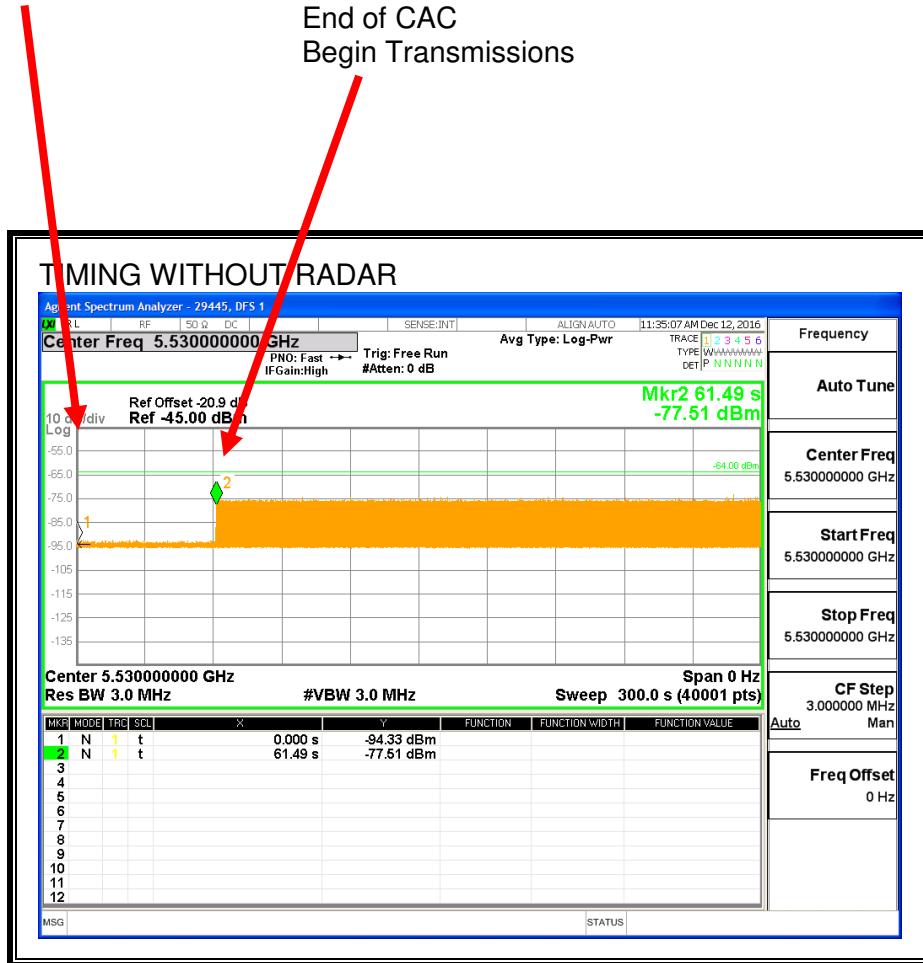 End of CAC
Begin Transmissions
TIMING WITHOUT RADAR
Agilent Spectrum Analyzer - 29445, DFS 1
LXI RL RF 50 Ω DC SENSE:INT ALIGN AUTO 11:35:07 AM Dec 12, 2016
Center Freq 5.530000000 GHz
PNO: Fast
IFGain:High
Trig: Free Run
#Atten: 0 dB
Avg Type: Log-Pwr
TRACE 1 2 3 4 5 6
TYPE WWWWWW
DET P N N N N N
Mkr2 61.49 s
-77.51 dBm
Ref Offset -20.9 dB
10 dB/div Ref -45.00 dBm
Log
-55.0
-64.00 dBm
-65.0
2
-75.0
-85.0
1
-95.0
-105
-115
-125
-135
Center 5.530000000 GHz Span 0 Hz
Res BW 3.0 MHz #VBW 3.0 MHz Sweep 300.0 s (40001 pts)
MKR MODE TRC SCL X Y FUNCTION FUNCTION WIDTH FUNCTION VALUE
1 N 1 t 0.000 s -94.33 dBm
2 N 1 t 61.49 s -77.51 dBm
3
4
5
6
7
8
9
10
11
12
MSG STATUS
Frequency
Auto Tune
Center Freq
5.530000000 GHz
Start Freq
5.530000000 GHz
Stop Freq
5.530000000 GHz
CF Step
3.000000 MHz
Auto Man
Freq Offset
0 Hz